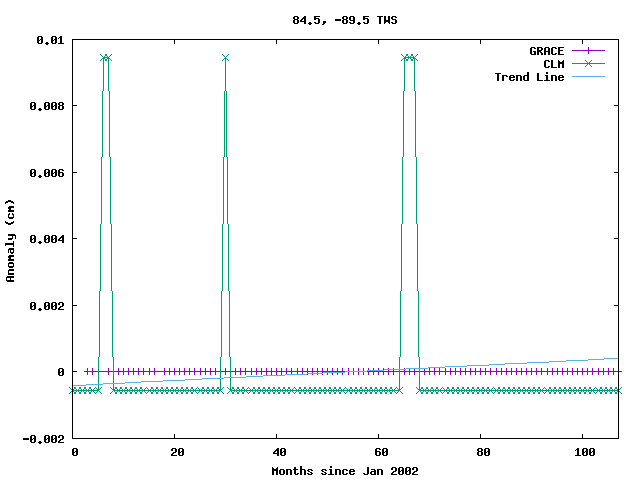 84.5, -89.5 TWS
GRACE
CLM
Trend Line
0.01
0.008
0.006
0.004
0.002
0
-0.002
Anomaly (cm)
0 20 40 60 80 100
Months since Jan 2002